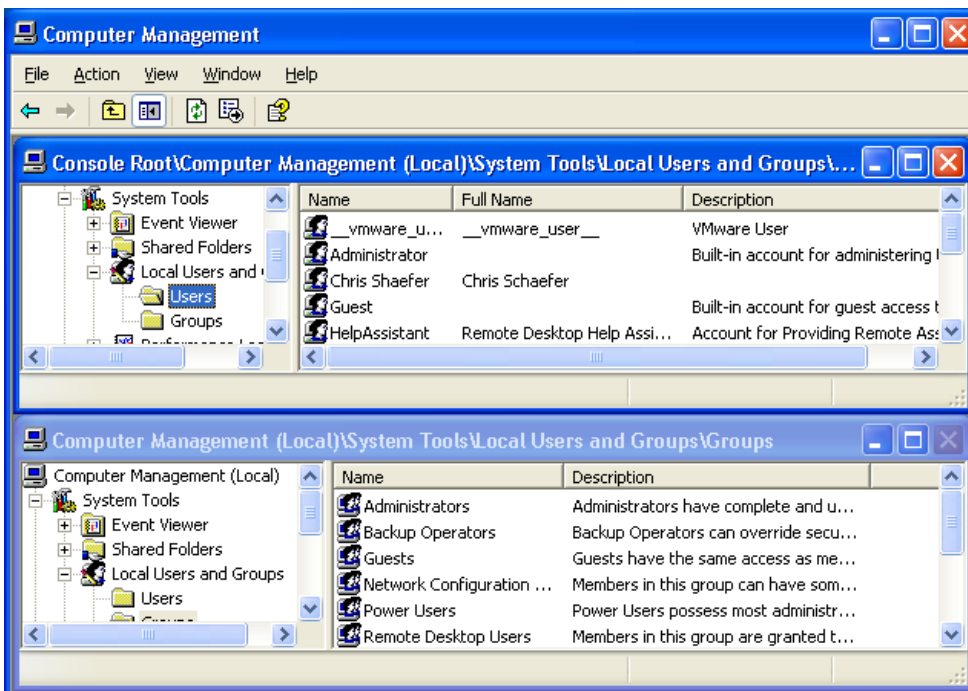 Computer Management
File Action View Window Help
Console Root\Computer Management (Local)\System Tools\Local Users and Groups\...
System Tools
Event Viewer
Shared Folders
Local Users and
Users
Groups
Name Full Name Description
__vmware_u... __vmware_user__ VMware User
Administrator Built-in account for administering
Chris Shaefer Chris Schaefer
Guest Built-in account for guest access t
HelpAssistant Remote Desktop Help Assi... Account for Providing Remote Ass
Computer Management (Local)\System Tools\Local Users and Groups\Groups
Computer Management (Local)
System Tools
Event Viewer
Shared Folders
Local Users and Groups
Users
Name Description
Administrators Administrators have complete and u...
Backup Operators Backup Operators can override secu...
Guests Guests have the same access as me...
Network Configuration ... Members in this group can have som...
Power Users Power Users possess most administr...
Remote Desktop Users Members in this group are granted t...